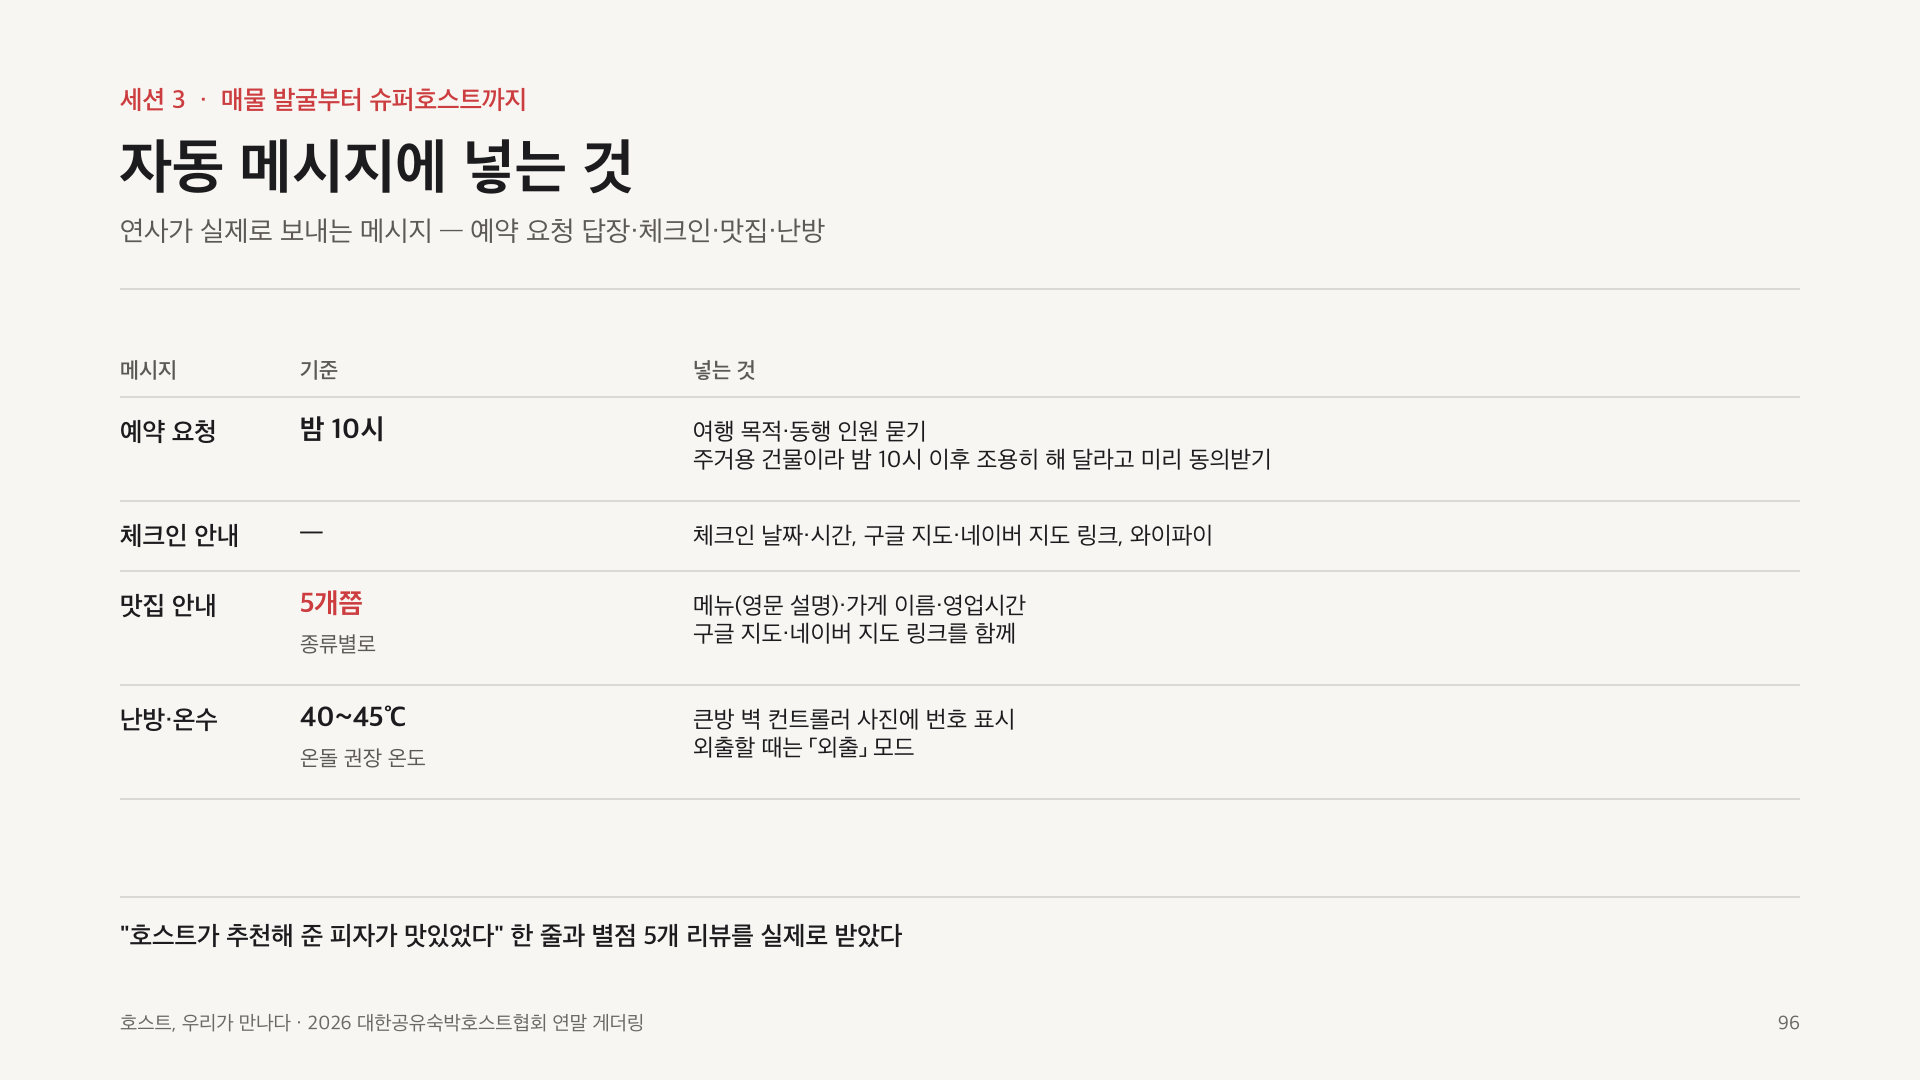 세션 3 · 매물 발굴부터 슈퍼호스트까지
자동 메시지에 넣는 것
연사가 실제로 보내는 메시지 — 예약 요청 답장·체크인·맛집·난방
메시지 기준 넣는 것
예약 요청 밤 10시 여행 목적·동행 인원 묻기
주거용 건물이라 밤 10시 이후 조용히 해 달라고 미리 동의받기
체크인 안내 — 체크인 날짜·시간, 구글 지도·네이버 지도 링크, 와이파이
맛집 안내 5개쯤 메뉴(영문 설명)·가게 이름·영업시간
종류별로 구글 지도·네이버 지도 링크를 함께
난방·온수 40~45℃ 큰방 벽 컨트롤러 사진에 번호 표시
온돌 권장 온도 외출할 때는 「외출」 모드
"호스트가 추천해 준 피자가 맛있었다" 한 줄과 별점 5개 리뷰를 실제로 받았다
호스트, 우리가 만나다 · 2026 대한공유숙박호스트협회 연말 게더링 96